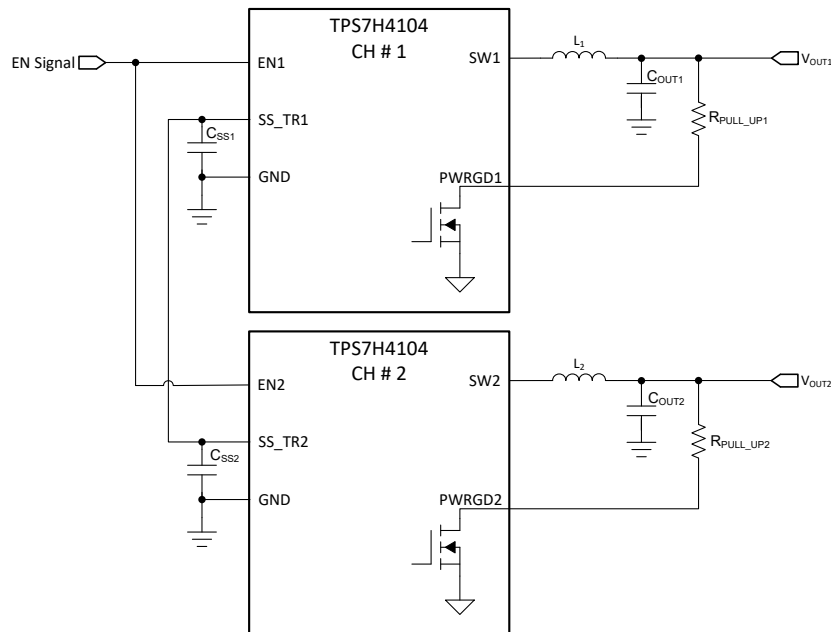 TPS7H4104
CH # 1
EN Signal
EN1
SW1
L1
VOUT1
COUT1
RPULL_UP1
SS_TR1
CSS1
GND
PWRGD1
TPS7H4104
CH # 2
EN2
SW2
L2
VOUT2
COUT2
RPULL_UP2
SS_TR2
CSS2
GND
PWRGD2